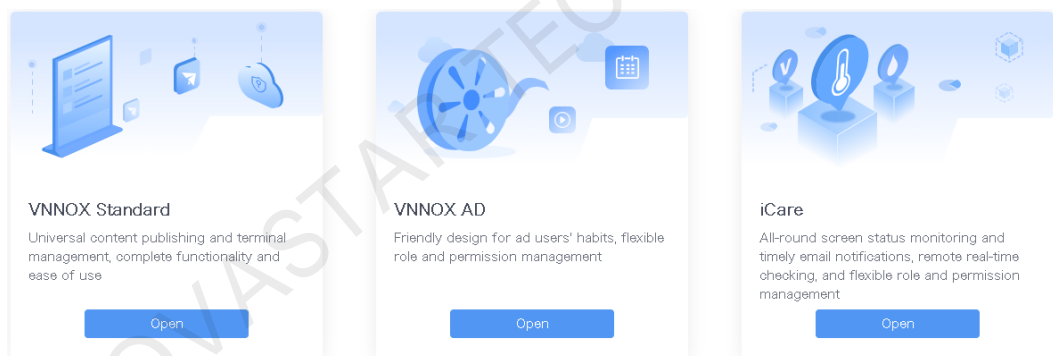 VNNOX Standard
Universal content publishing and terminal
management, complete functionality and
ease of use
Open
VNNOX AD
Friendly design for ad users' habits, flexible
role and permission management
Open
iCare
All-round screen status monitoring and
timely email notifications, remote real-time
checking, and flexible role and permission
management
Open
OVASTAR TEC